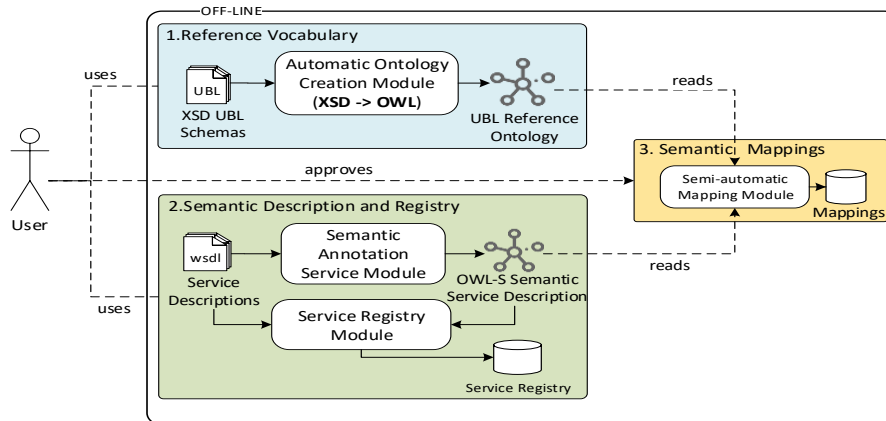 OFF-LINE
1.Reference Vocabulary
uses
UBL
XSD UBL
Schemas
Automatic Ontology
Creation Module
(XSD -> OWL)
UBL Reference
Ontology
reads
3. Semantic Mappings
Semi-automatic
Mapping Module
Mappings
approves
User
2.Semantic Description and Registry
wsdl
Service
Descriptions
Semantic
Annotation
Service Module
OWL-S Semantic
Service Description
reads
uses
Service Registry
Module
Service Registry